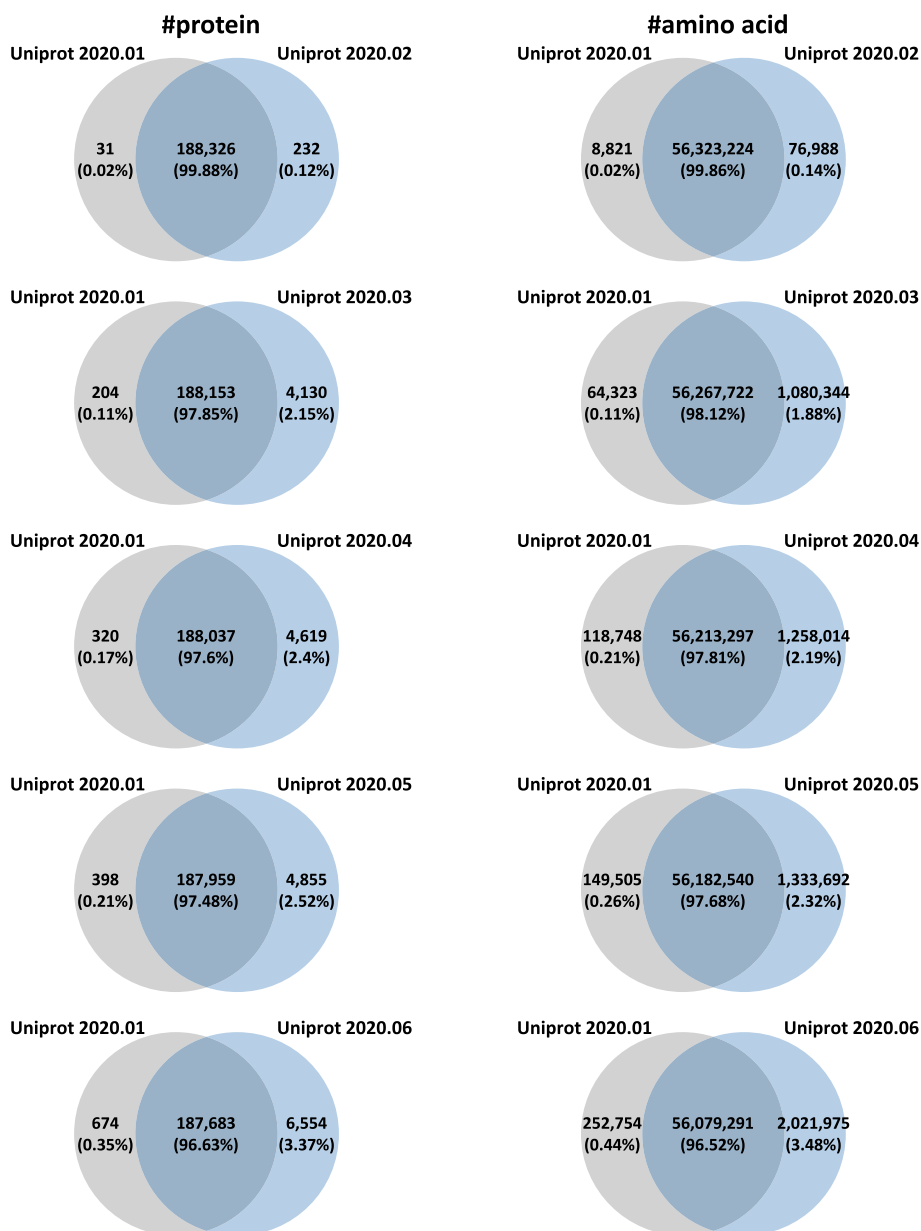 #protein
#amino acid
Uniprot 2020.01
Uniprot 2020.02
Uniprot 2020.01
Uniprot 2020.02
31
188,326
232
8,821
56,323,224
76,988
(0.02%)
(99.88%)
(0.12%)
(0.02%)
(99.86%)
(0.14%)
Uniprot 2020.01
Uniprot 2020.03
Uniprot 2020.01
Uniprot 2020.03
204
188,153
4,130
64,323
56,267,722
1,080,344
(0.11%)
(97.85%)
(2.15%)
(0.11%)
(98.12%)
(1.88%)
Uniprot 2020.01
Uniprot 2020.04
Uniprot 2020.01
Uniprot 2020.04
320
188,037
4,619
118,748
56,213,297
1,258,014
(0.17%)
(97.6%)
(2.4%)
(0.21%)
(97.81%)
(2.19%)
Uniprot 2020.01
Uniprot 2020.05
Uniprot 2020.01
Uniprot 2020.05
398
187,959
4,855
149,505
56,182,540
1,333,692
(0.21%)
(97.48%)
(2.52%)
(0.26%)
(97.68%)
(2.32%)
Uniprot 2020.01
Uniprot 2020.06
Uniprot 2020.01
Uniprot 2020.06
674
187,683
6,554
252,754
56,079,291
2,021,975
(0.35%)
(96.63%)
(3.37%)
(0.44%)
(96.52%)
(3.48%)